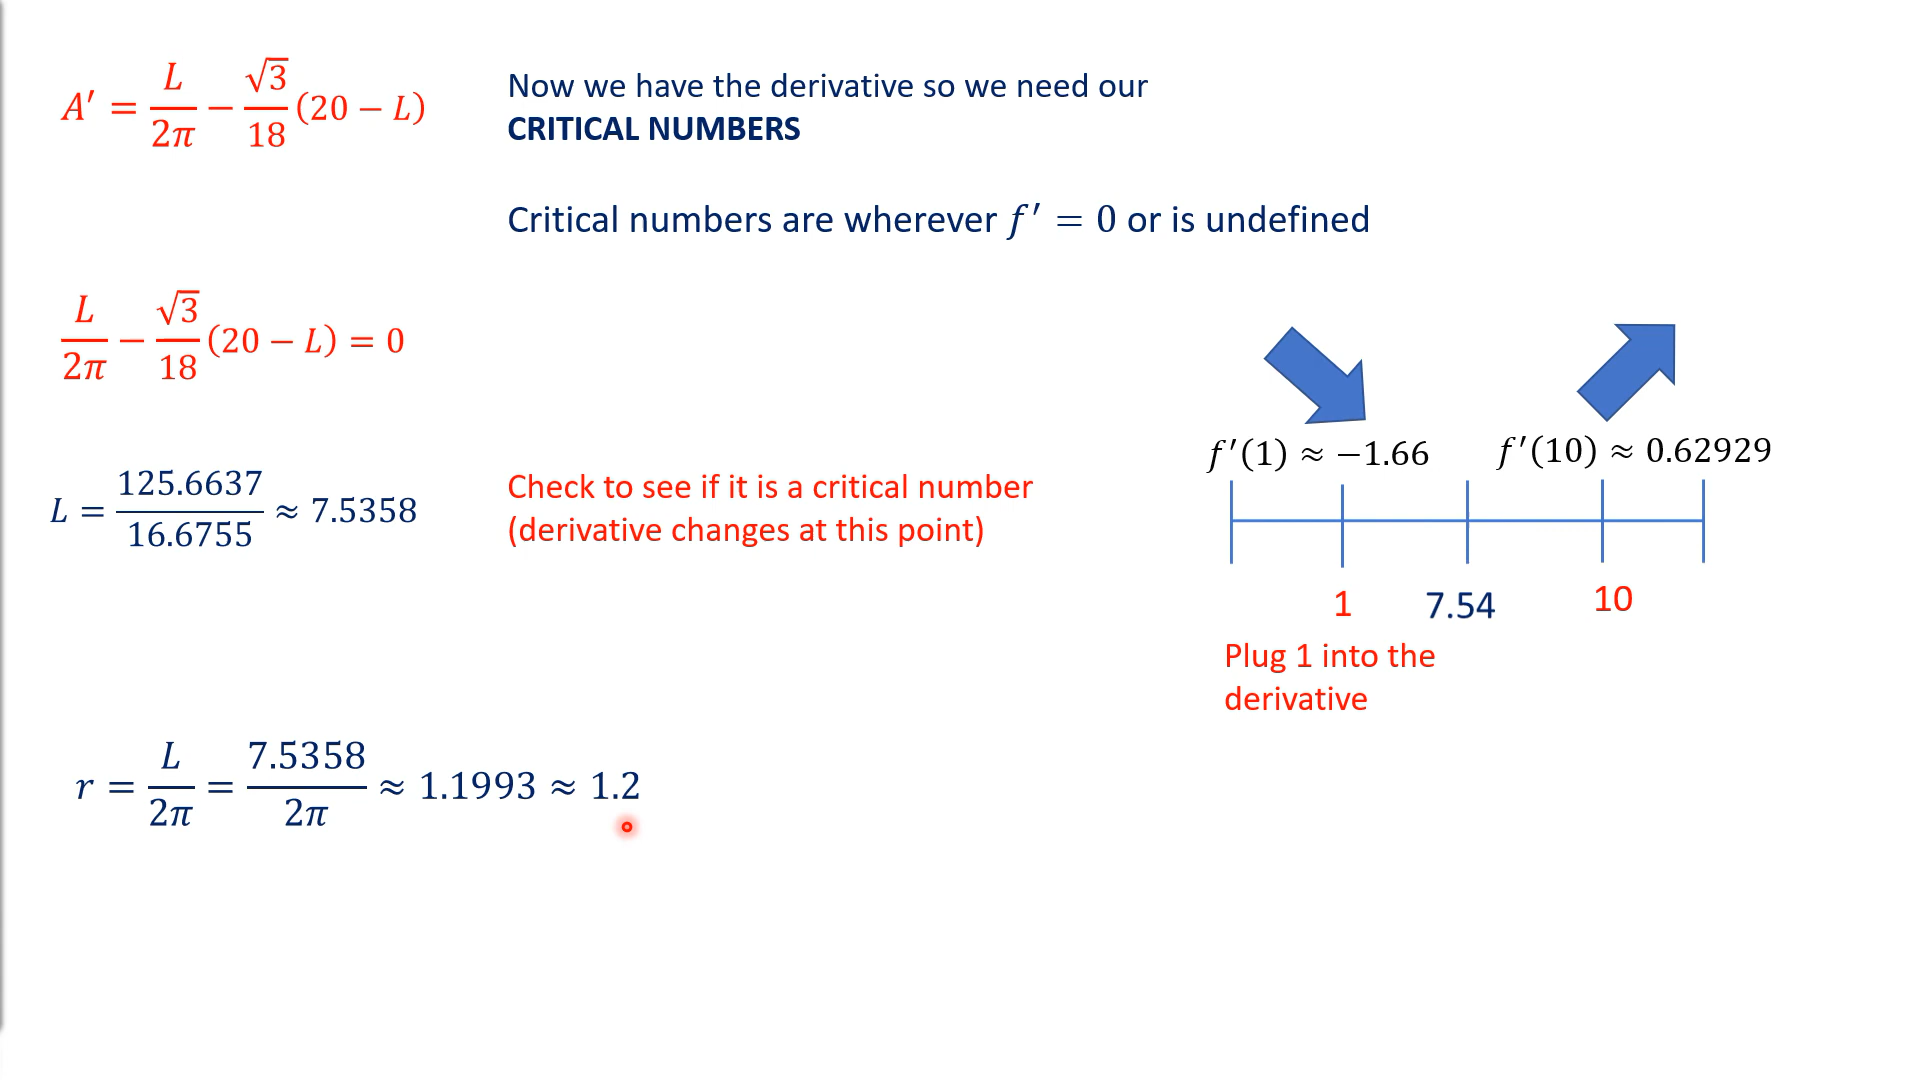 A′ = L/2π − √3/18 (20 − L)
Now we have the derivative so we need our
CRITICAL NUMBERS
Critical numbers are wherever f′ = 0 or is undefined
L/2π − √3/18 (20 − L) = 0
L = 125.6637/16.6755 ≈ 7.5358
Check to see if it is a critical number
(derivative changes at this point)
f′(1) ≈ −1.66
f′(10) ≈ 0.62929
1
7.54
10
Plug 1 into the
derivative
r = L/2π = 7.5358/2π ≈ 1.1993 ≈ 1.2